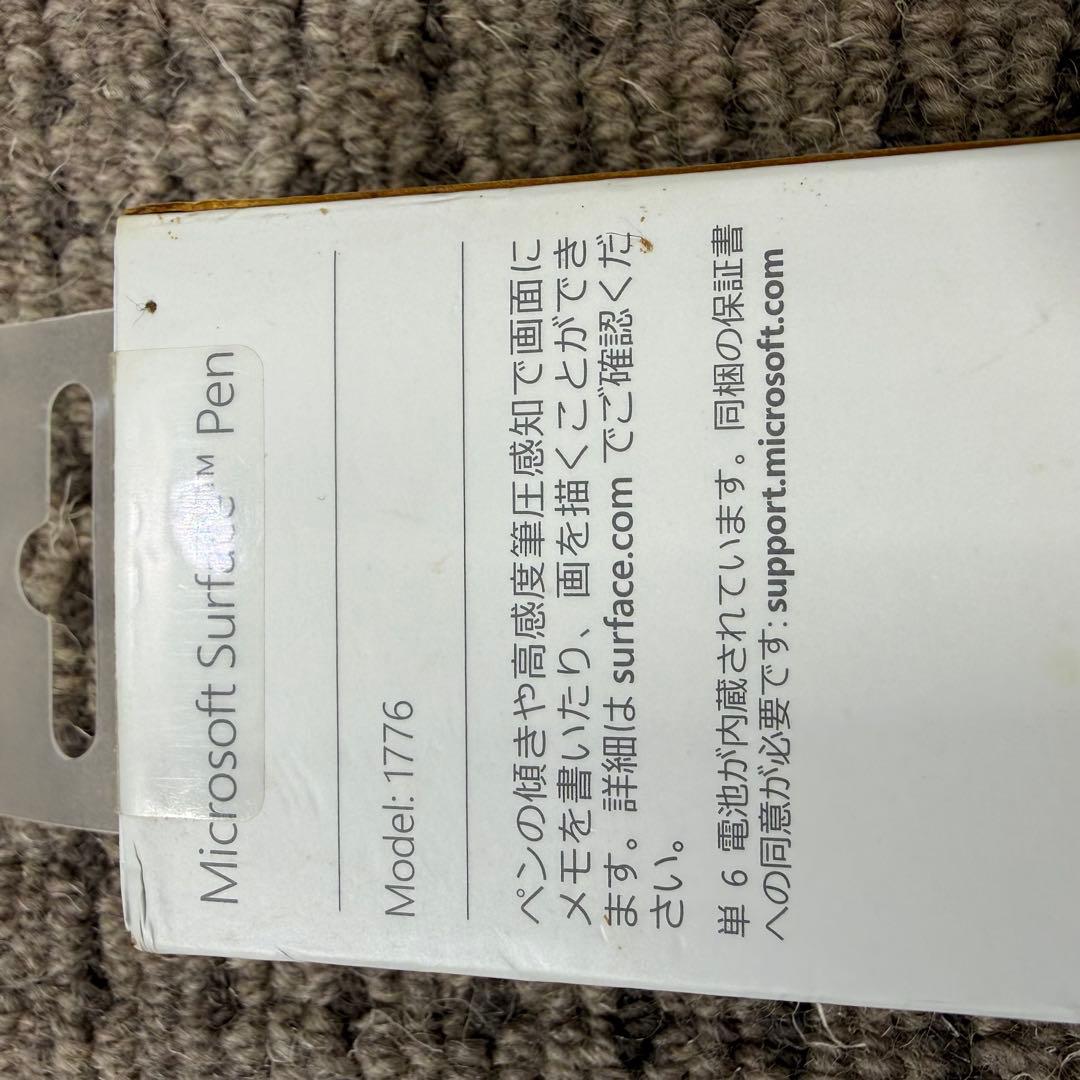 Microsoft Surface™ Pen
Model: 1776
ペンの傾きや高感度筆圧感知で画面に
メモを書いたり、画を描くことができ
ます。詳細は surface.com でご確認くだ
さい。
単 6 電池が内蔵されています。同梱の保証書
への同意が必要です: support.microsoft.com